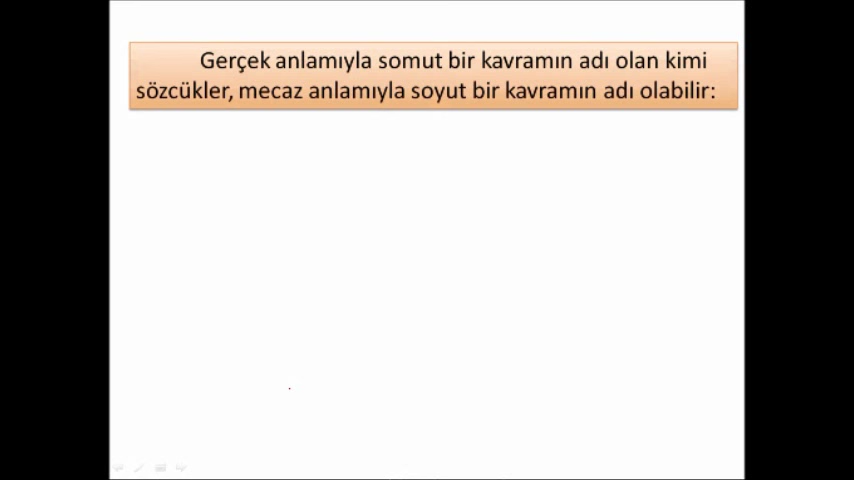 Gerçek anlamıyla somut bir kavramın adı olan kimi
sözcükler, mecaz anlamıyla soyut bir kavramın adı olabilir: